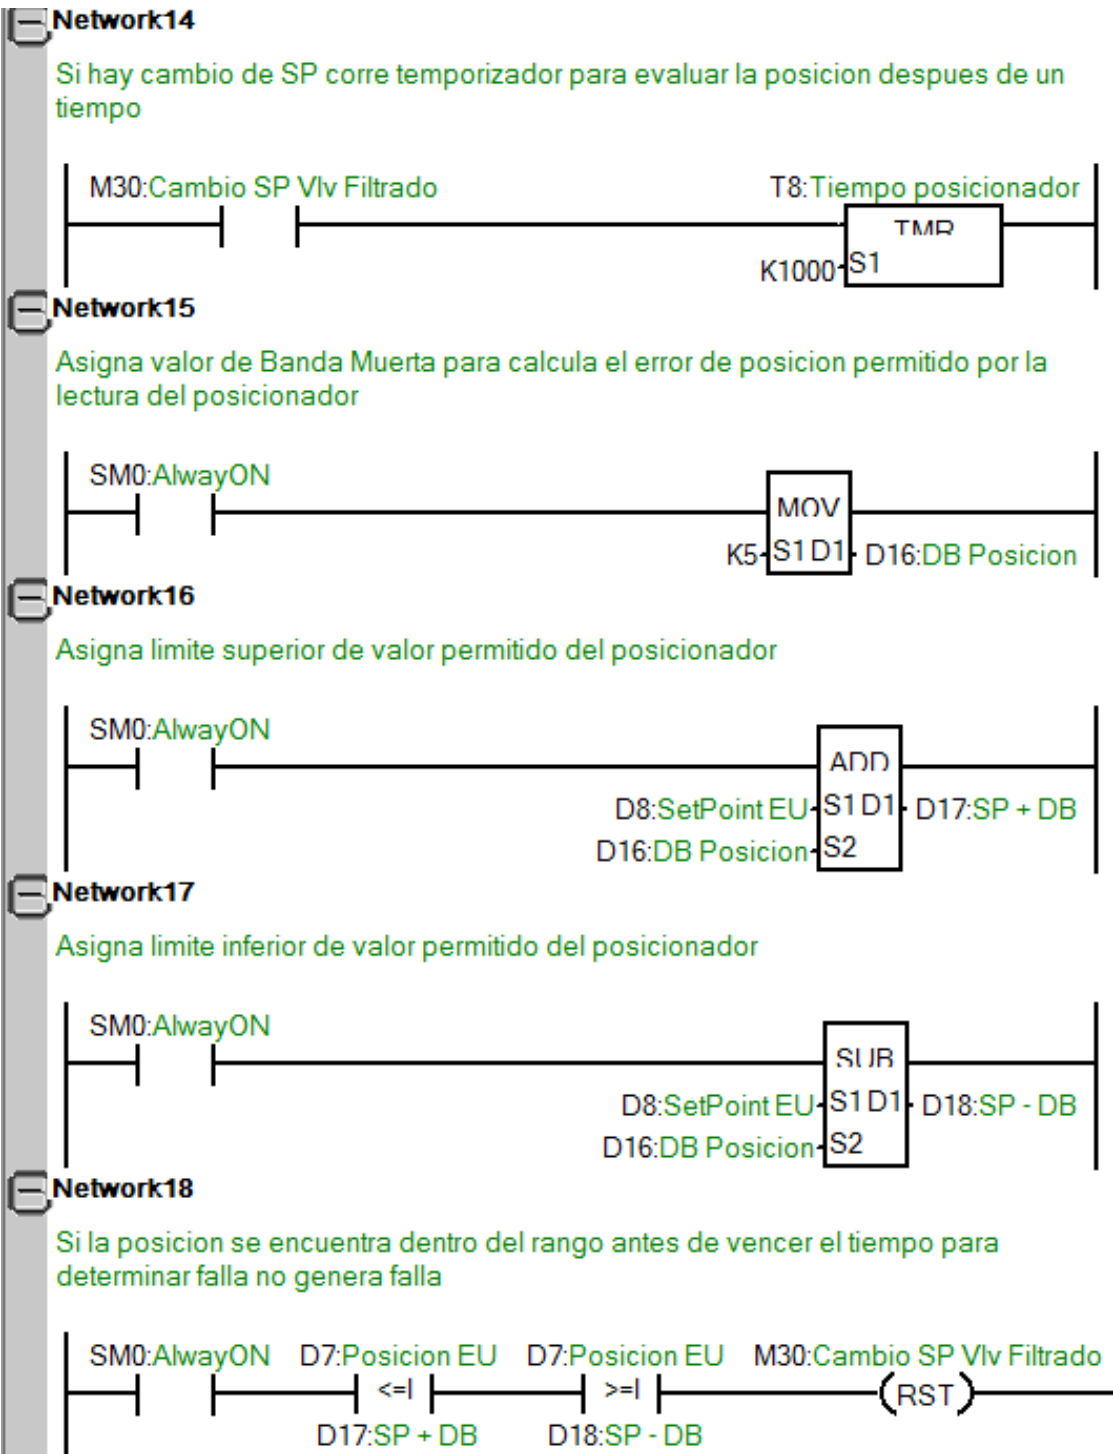 Network14
Si hay cambio de SP corre temporizador para evaluar la posicion despues de un
tiempo
M30:Cambio SP Vlv Filtrado T8:Tiempo posicionador
TMR
K1000 S1
Network15
Asigna valor de Banda Muerta para calcula el error de posicion permitido por la
lectura del posicionador
SM0:AlwayON
MOV
K5 S1 D1 D16:DB Posicion
Network16
Asigna limite superior de valor permitido del posicionador
SM0:AlwayON
ADD
D8:SetPoint EU S1 D1 D17:SP + DB
D16:DB Posicion S2
Network17
Asigna limite inferior de valor permitido del posicionador
SM0:AlwayON
SUB
D8:SetPoint EU S1 D1 D18:SP - DB
D16:DB Posicion S2
Network18
Si la posicion se encuentra dentro del rango antes de vencer el tiempo para
determinar falla no genera falla
SM0:AlwayON D7:Posicion EU D7:Posicion EU M30:Cambio SP Vlv Filtrado
<=I >=I RST
D17:SP + DB D18:SP - DB